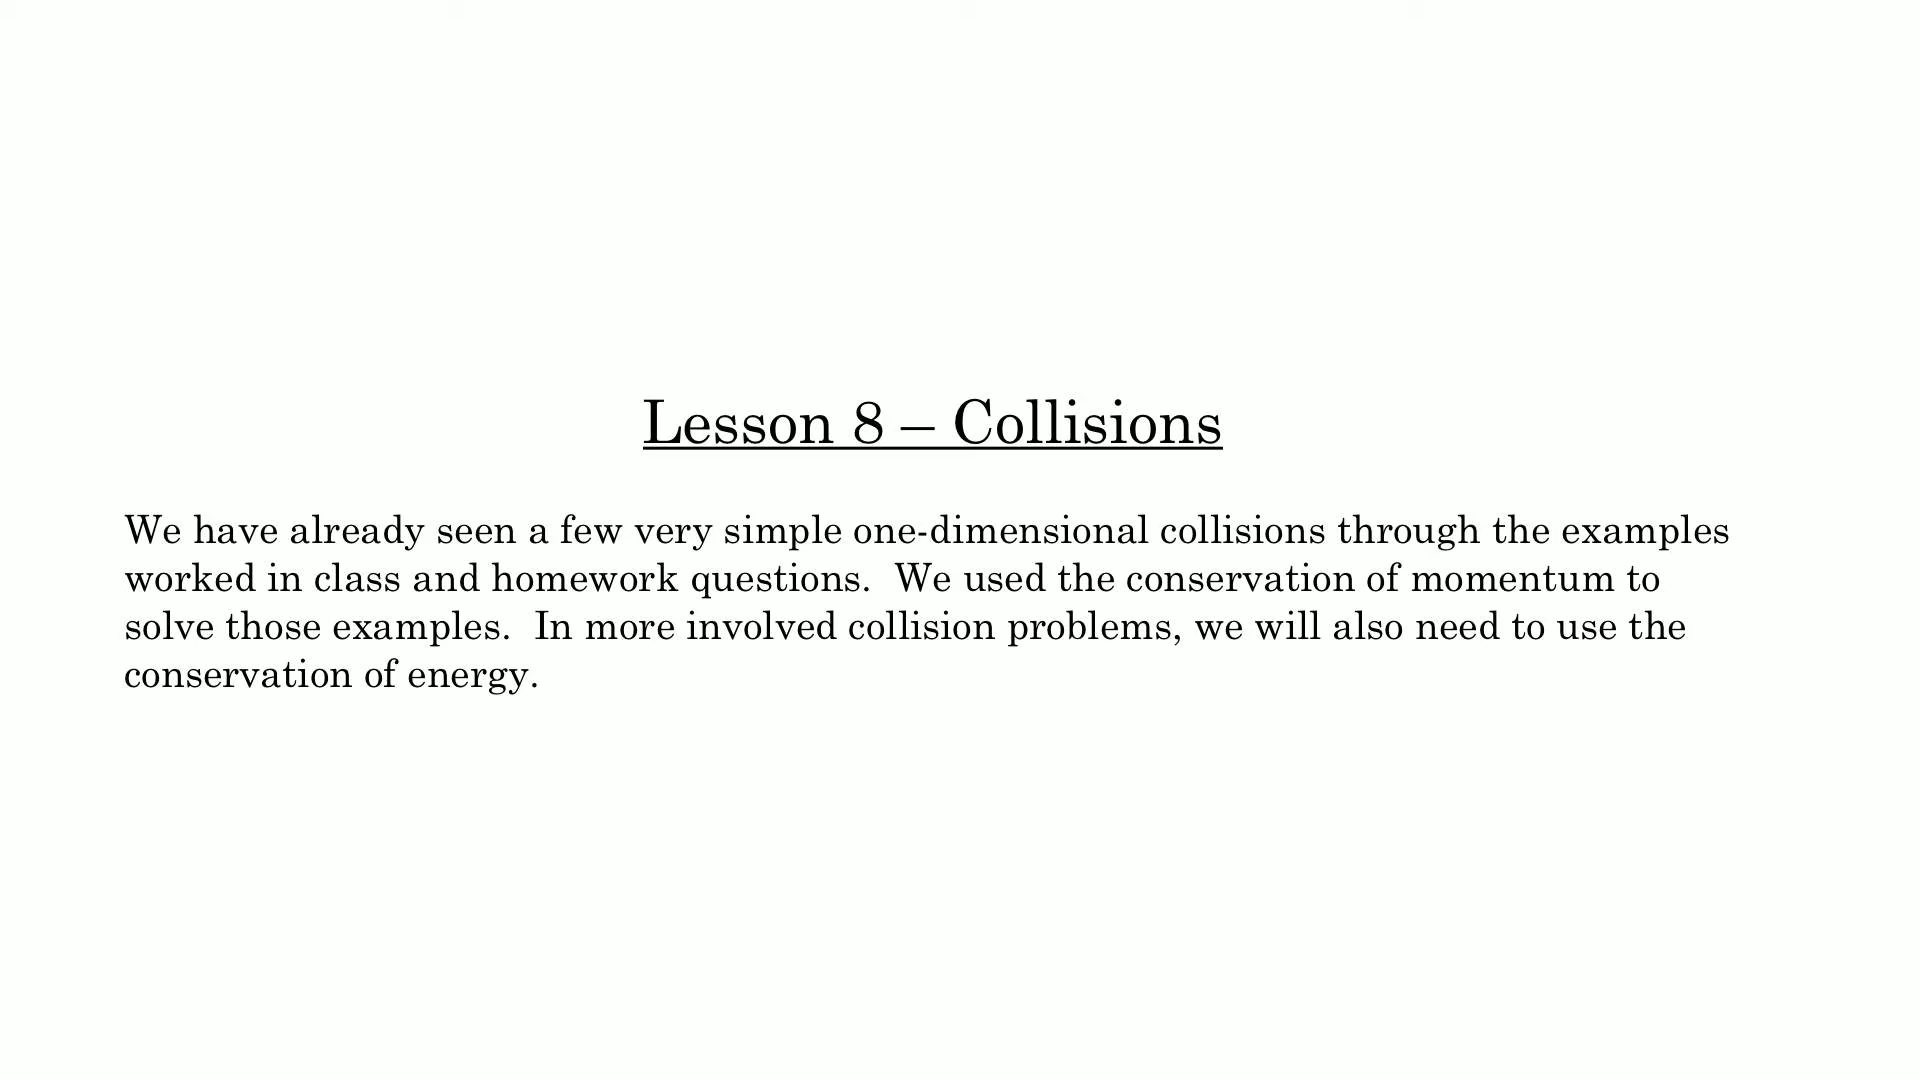 Lesson 8 – Collisions
We have already seen a few very simple one-dimensional collisions through the examples
worked in class and homework questions.  We used the conservation of momentum to
solve those examples.  In more involved collision problems, we will also need to use the
conservation of energy.